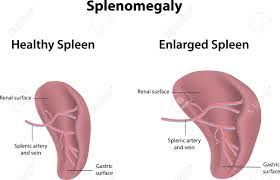 Splenomegaly
Healthy Spleen
Enlarged Spleen
Renal surface
Splenic artery
and vein
Gastric
surface
Renal surface
Splenic artery
and vein
Gastric
surface